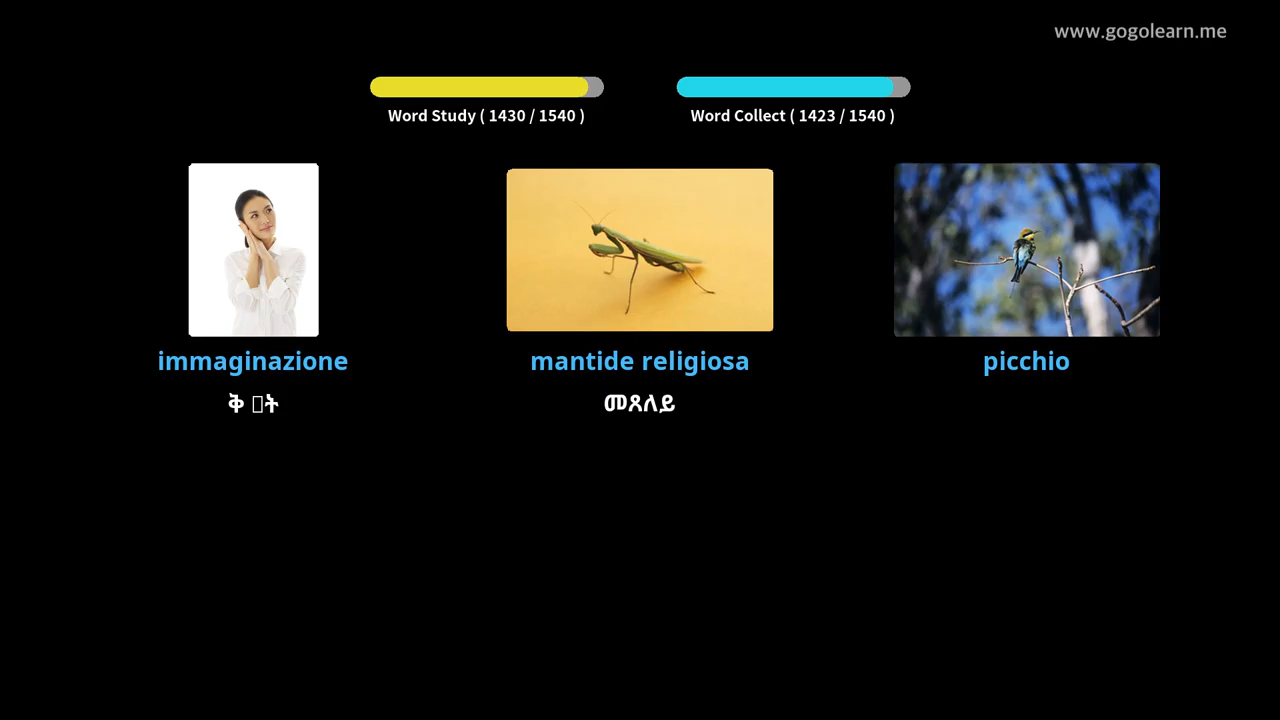 www.gogolearn.me
Word Study ( 1430 / 1540 )
Word Collect ( 1423 / 1540 )
immaginazione
mantide religiosa
picchio
ቅ ት
መጸለይ